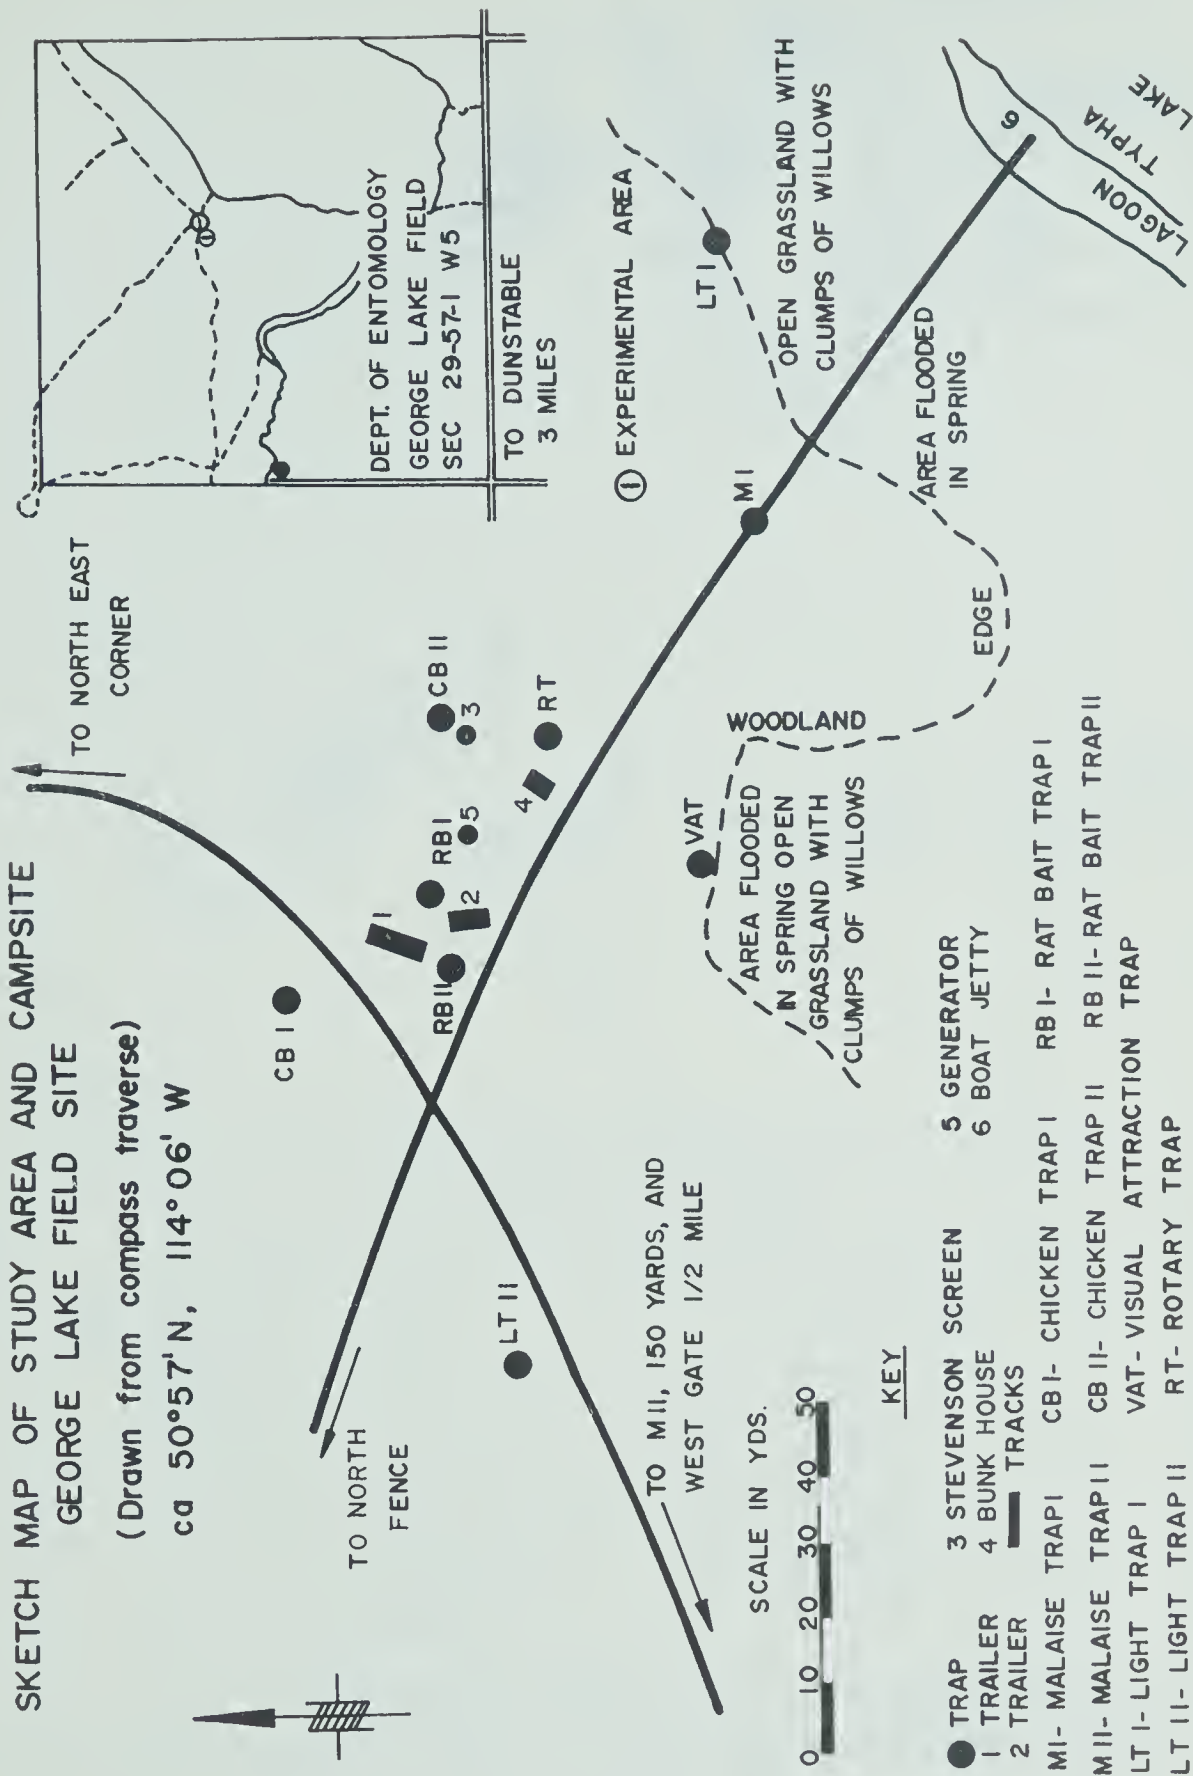 SKETCH MAP OF STUDY AREA AND CAMPSITE
GEORGE LAKE FIELD SITE
(Drawn from compass traverse)
ca 50°57'N, 114°06' W
TO NORTH EAST
CORNER
DEPT. OF ENTOMOLOGY
GEORGE LAKE FIELD
SEC 29-57-1 W5
TO DUNSTABLE
3 MILES
1
1 EXPERIMENTAL AREA
TO NORTH
FENCE
CB I
1
RB I
RB II
2
5
CB II
3
4
RT
LT II
M I
LT I
OPEN GRASSLAND WITH
CLUMPS OF WILLOWS
6
LAGOON
TYPHA
LAKE
AREA FLOODED
IN SPRING
EDGE
WOODLAND
VAT
AREA FLOODED
IN SPRING OPEN
GRASSLAND WITH
CLUMPS OF WILLOWS
TO M II, 150 YARDS, AND
WEST GATE 1/2 MILE
SCALE IN YDS.
0 10 20 30 40 50
KEY
TRAP 3 STEVENSON SCREEN 5 GENERATOR
1 TRAILER 4 BUNK HOUSE 6 BOAT JETTY
2 TRAILER TRACKS
MI- MALAISE TRAP I CB I- CHICKEN TRAP I RB I- RAT BAIT TRAP I
M II- MALAISE TRAP II CB II- CHICKEN TRAP II RB II- RAT BAIT TRAP II
LT I- LIGHT TRAP I VAT- VISUAL ATTRACTION TRAP
LT II- LIGHT TRAP II RT- ROTARY TRAP